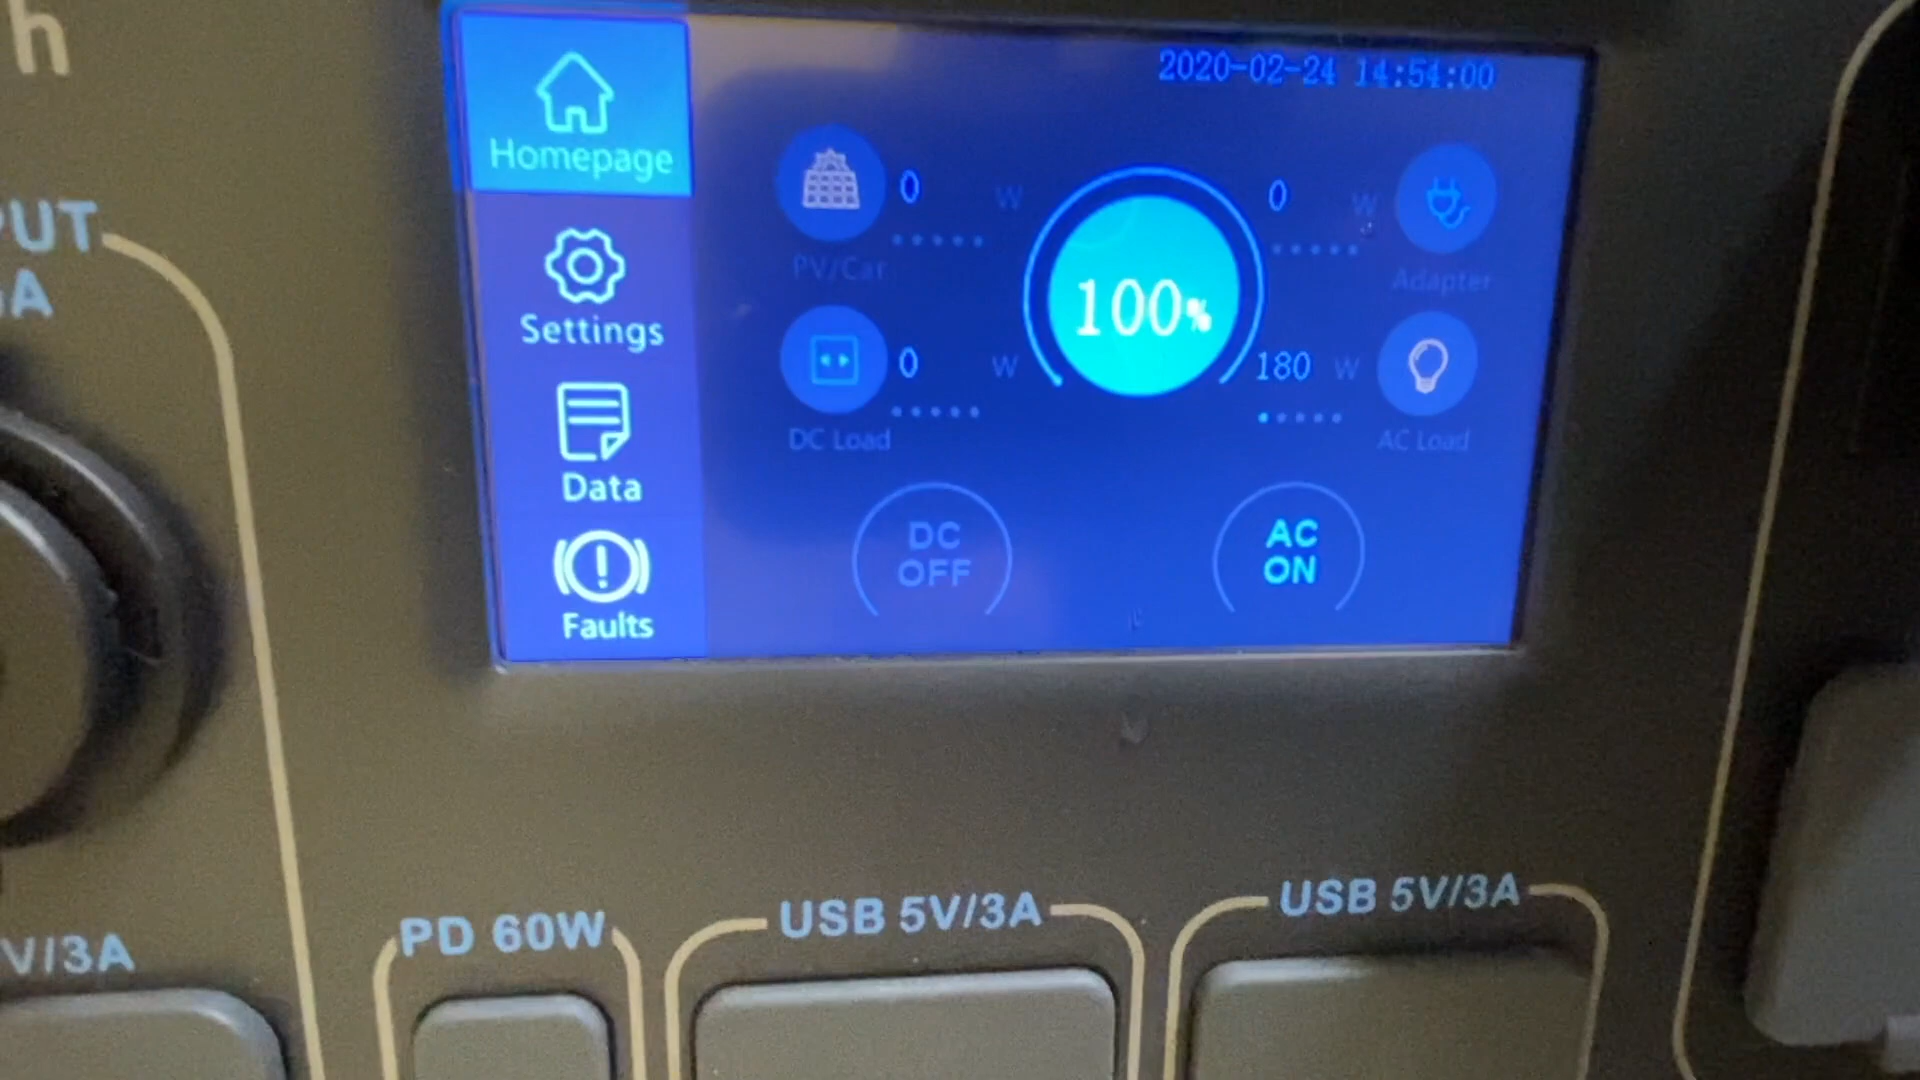 h
PUT
A
V/3A
Homepage
Settings
Data
Faults
2020-02-24 14:54:00
0 W
PV/Car
0 W
DC Load
100%
0 W
Adapter
180 W
AC Load
DC
OFF
AC
ON
PD 60W
USB 5V/3A
USB 5V/3A